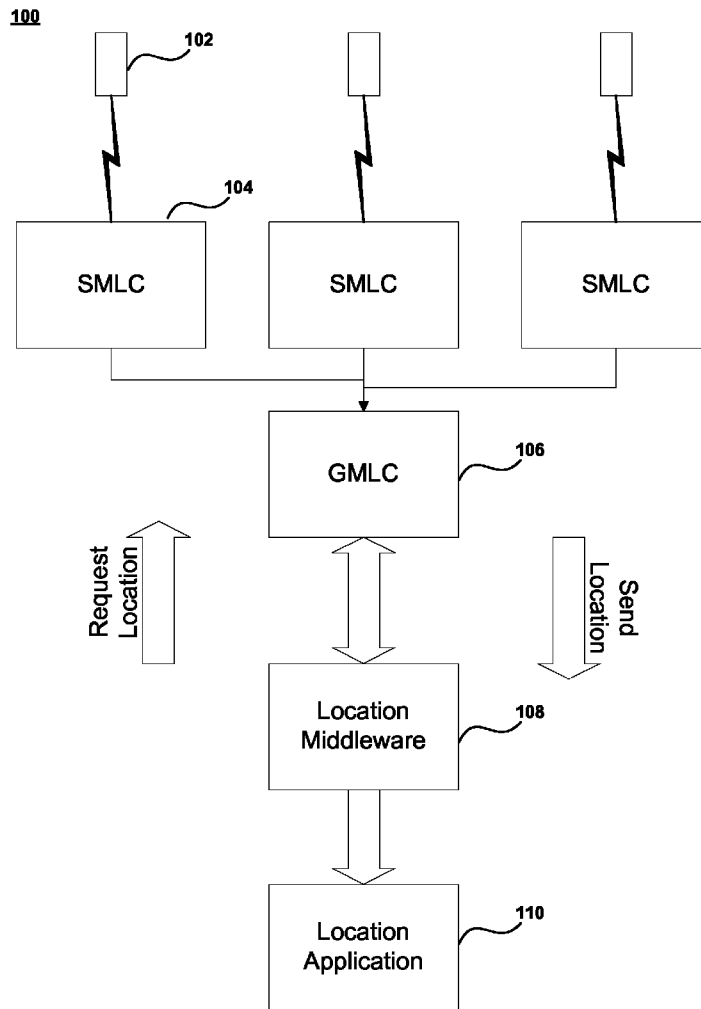 100
102
104
SMLC
SMLC
SMLC
GMLC
106
Request
Location
Send
Location
Location
Middleware
108
Location
Application
110